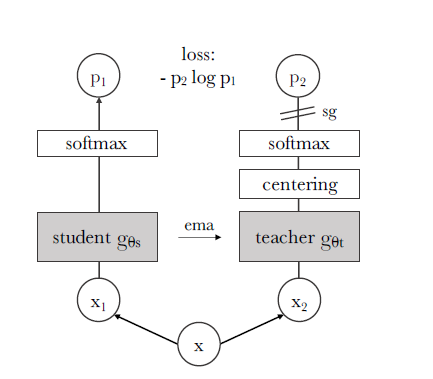 loss:
p₁
- p₂ log p₁
p₂
sg
softmax
softmax
centering
ema
student gθs
teacher gθt
x₁
x₂
x